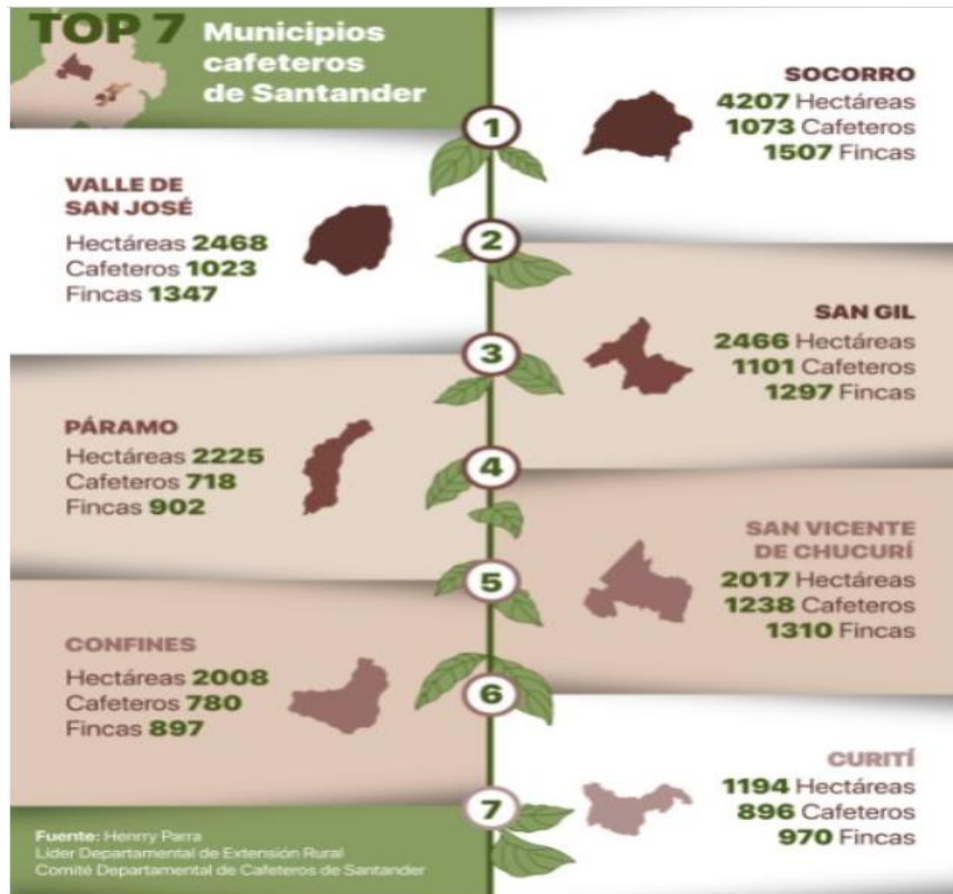 TOP 7
Municipios
cafeteros
de Santander
1
SOCORRO
4207 Hectáreas
1073 Cafeteros
1507 Fincas
VALLE DE
SAN JOSÉ
Hectáreas 2468
Cafeteros 1023
Fincas 1347
2
SAN GIL
2466 Hectáreas
1101 Cafeteros
1297 Fincas
3
PÁRAMO
Hectáreas 2225
Cafeteros 718
Fincas 902
4
SAN VICENTE
DE CHUCURÍ
2017 Hectáreas
1238 Cafeteros
1310 Fincas
5
CONFINES
Hectáreas 2008
Cafeteros 780
Fincas 897
6
CURITÍ
1194 Hectáreas
896 Cafeteros
970 Fincas
7
Fuente: Henrry Parra
Líder Departamental de Extensión Rural
Comité Departamental de Cafeteros de Santander